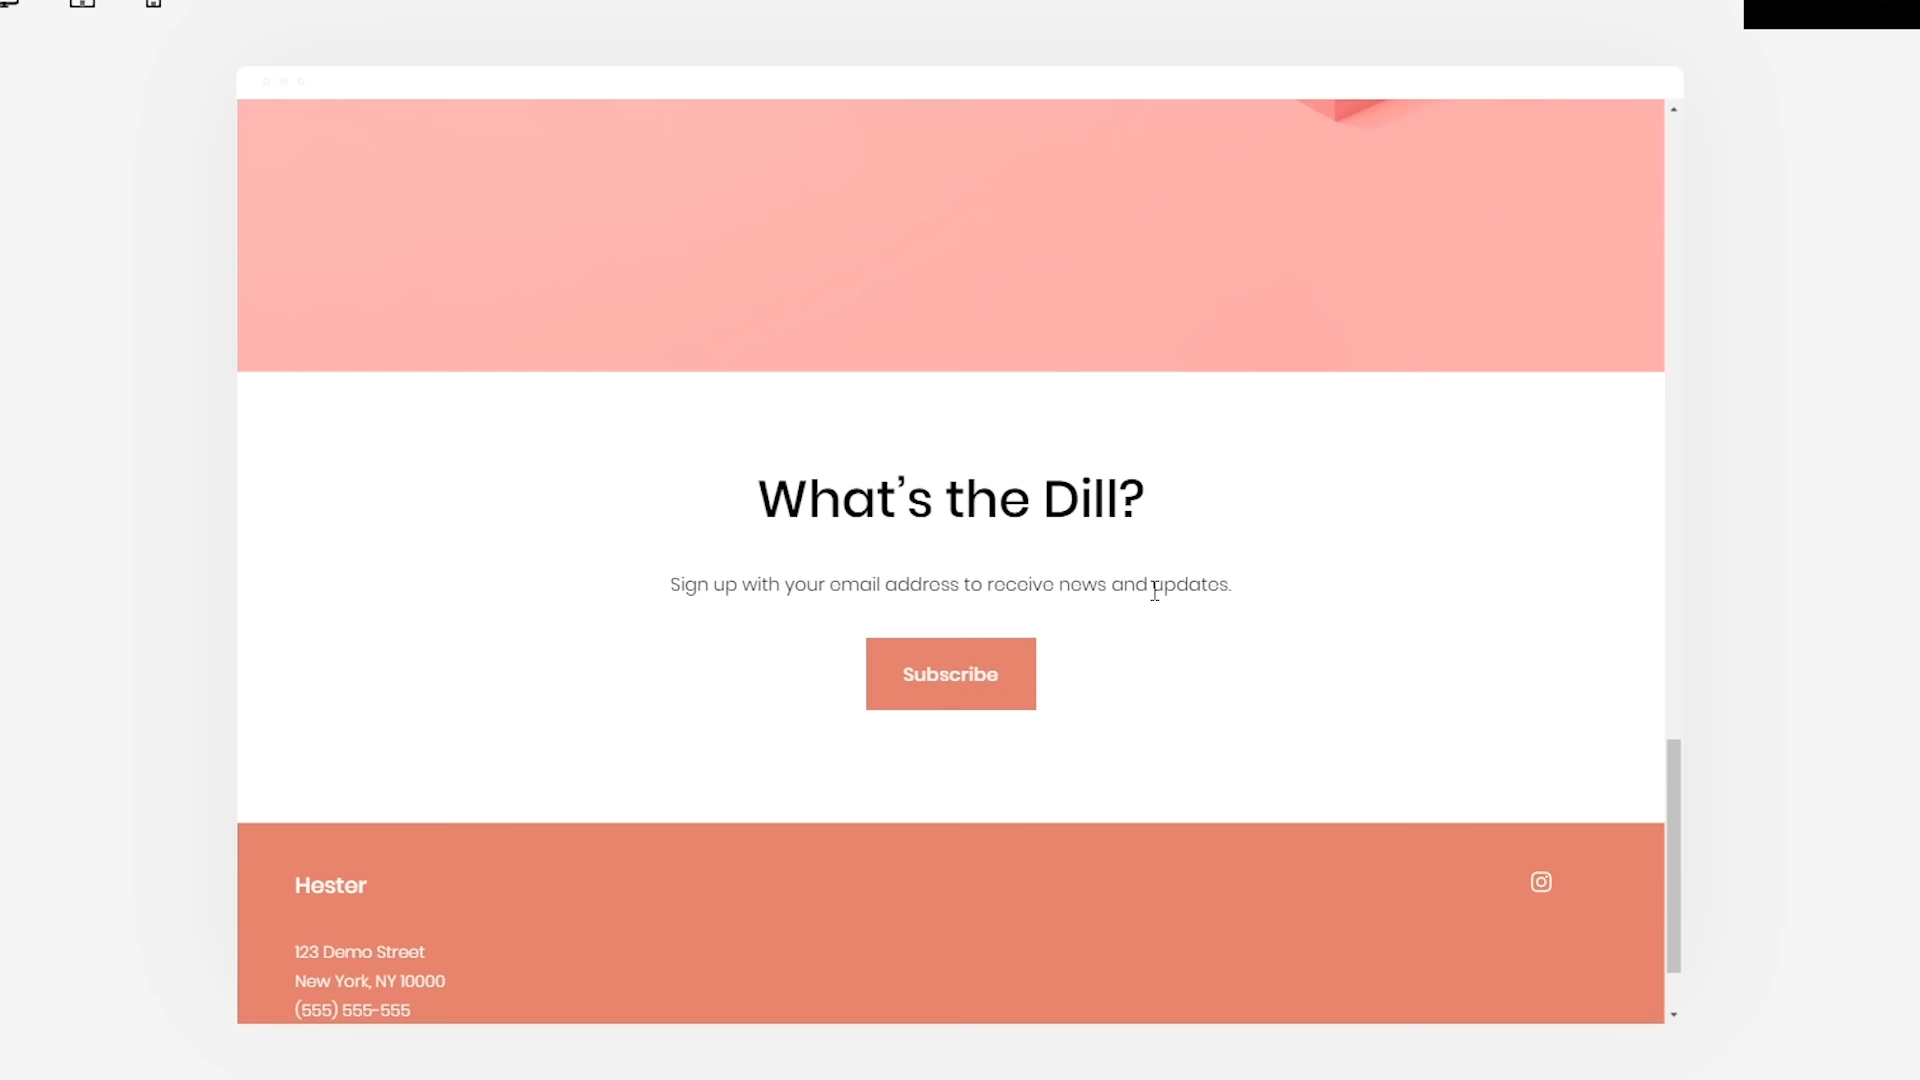 What's the Dill?
Sign up with your email address to receive news and updates.
Subscribe
Hester
123 Demo Street
New York, NY 10000
(555) 555-555